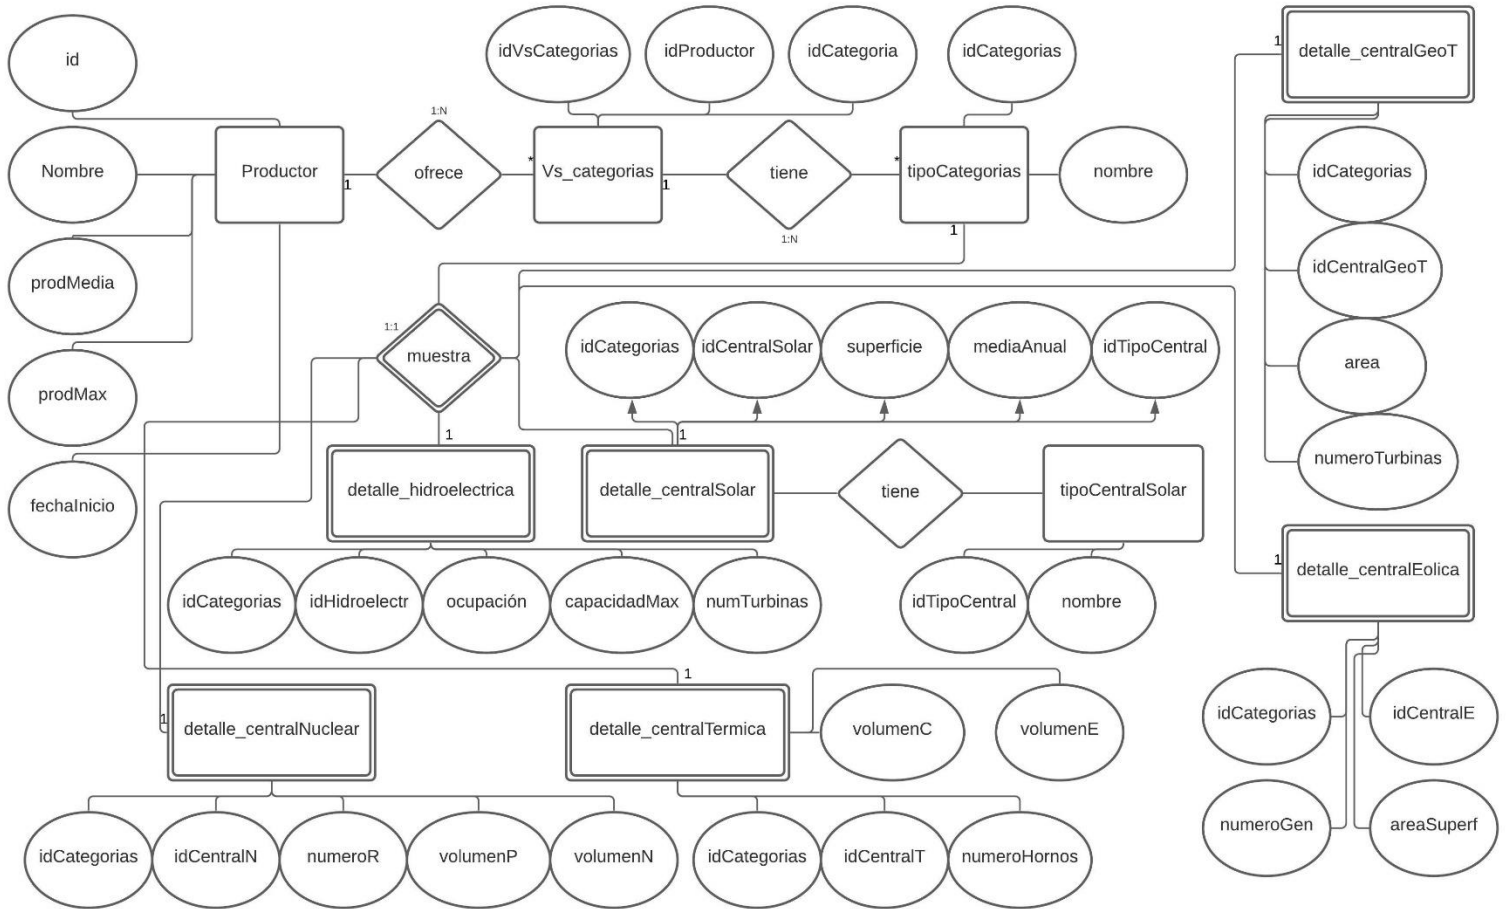 id
idVsCategorias
idProductor
idCategoria
idCategorias
detalle_centralGeoT
1
1:N
Nombre
Productor
1
ofrece
*
Vs_categorias
1
tiene
*
tipoCategorias
nombre
idCategorias
1:N
1
prodMedia
idCentralGeoT
1:1
muestra
idCategorias
idCentralSolar
superficie
mediaAnual
idTipoCentral
area
prodMax
1
1
numeroTurbinas
fechaInicio
detalle_hidroelectrica
detalle_centralSolar
tiene
tipoCentralSolar
1
detalle_centralEolica
idCategorias
idHidroelectr
ocupación
capacidadMax
numTurbinas
idTipoCentral
nombre
1
1
detalle_centralNuclear
detalle_centralTermica
volumenC
volumenE
idCategorias
idCentralE
numeroGen
areaSuperf
idCategorias
idCentralN
numeroR
volumenP
volumenN
idCategorias
idCentralT
numeroHornos